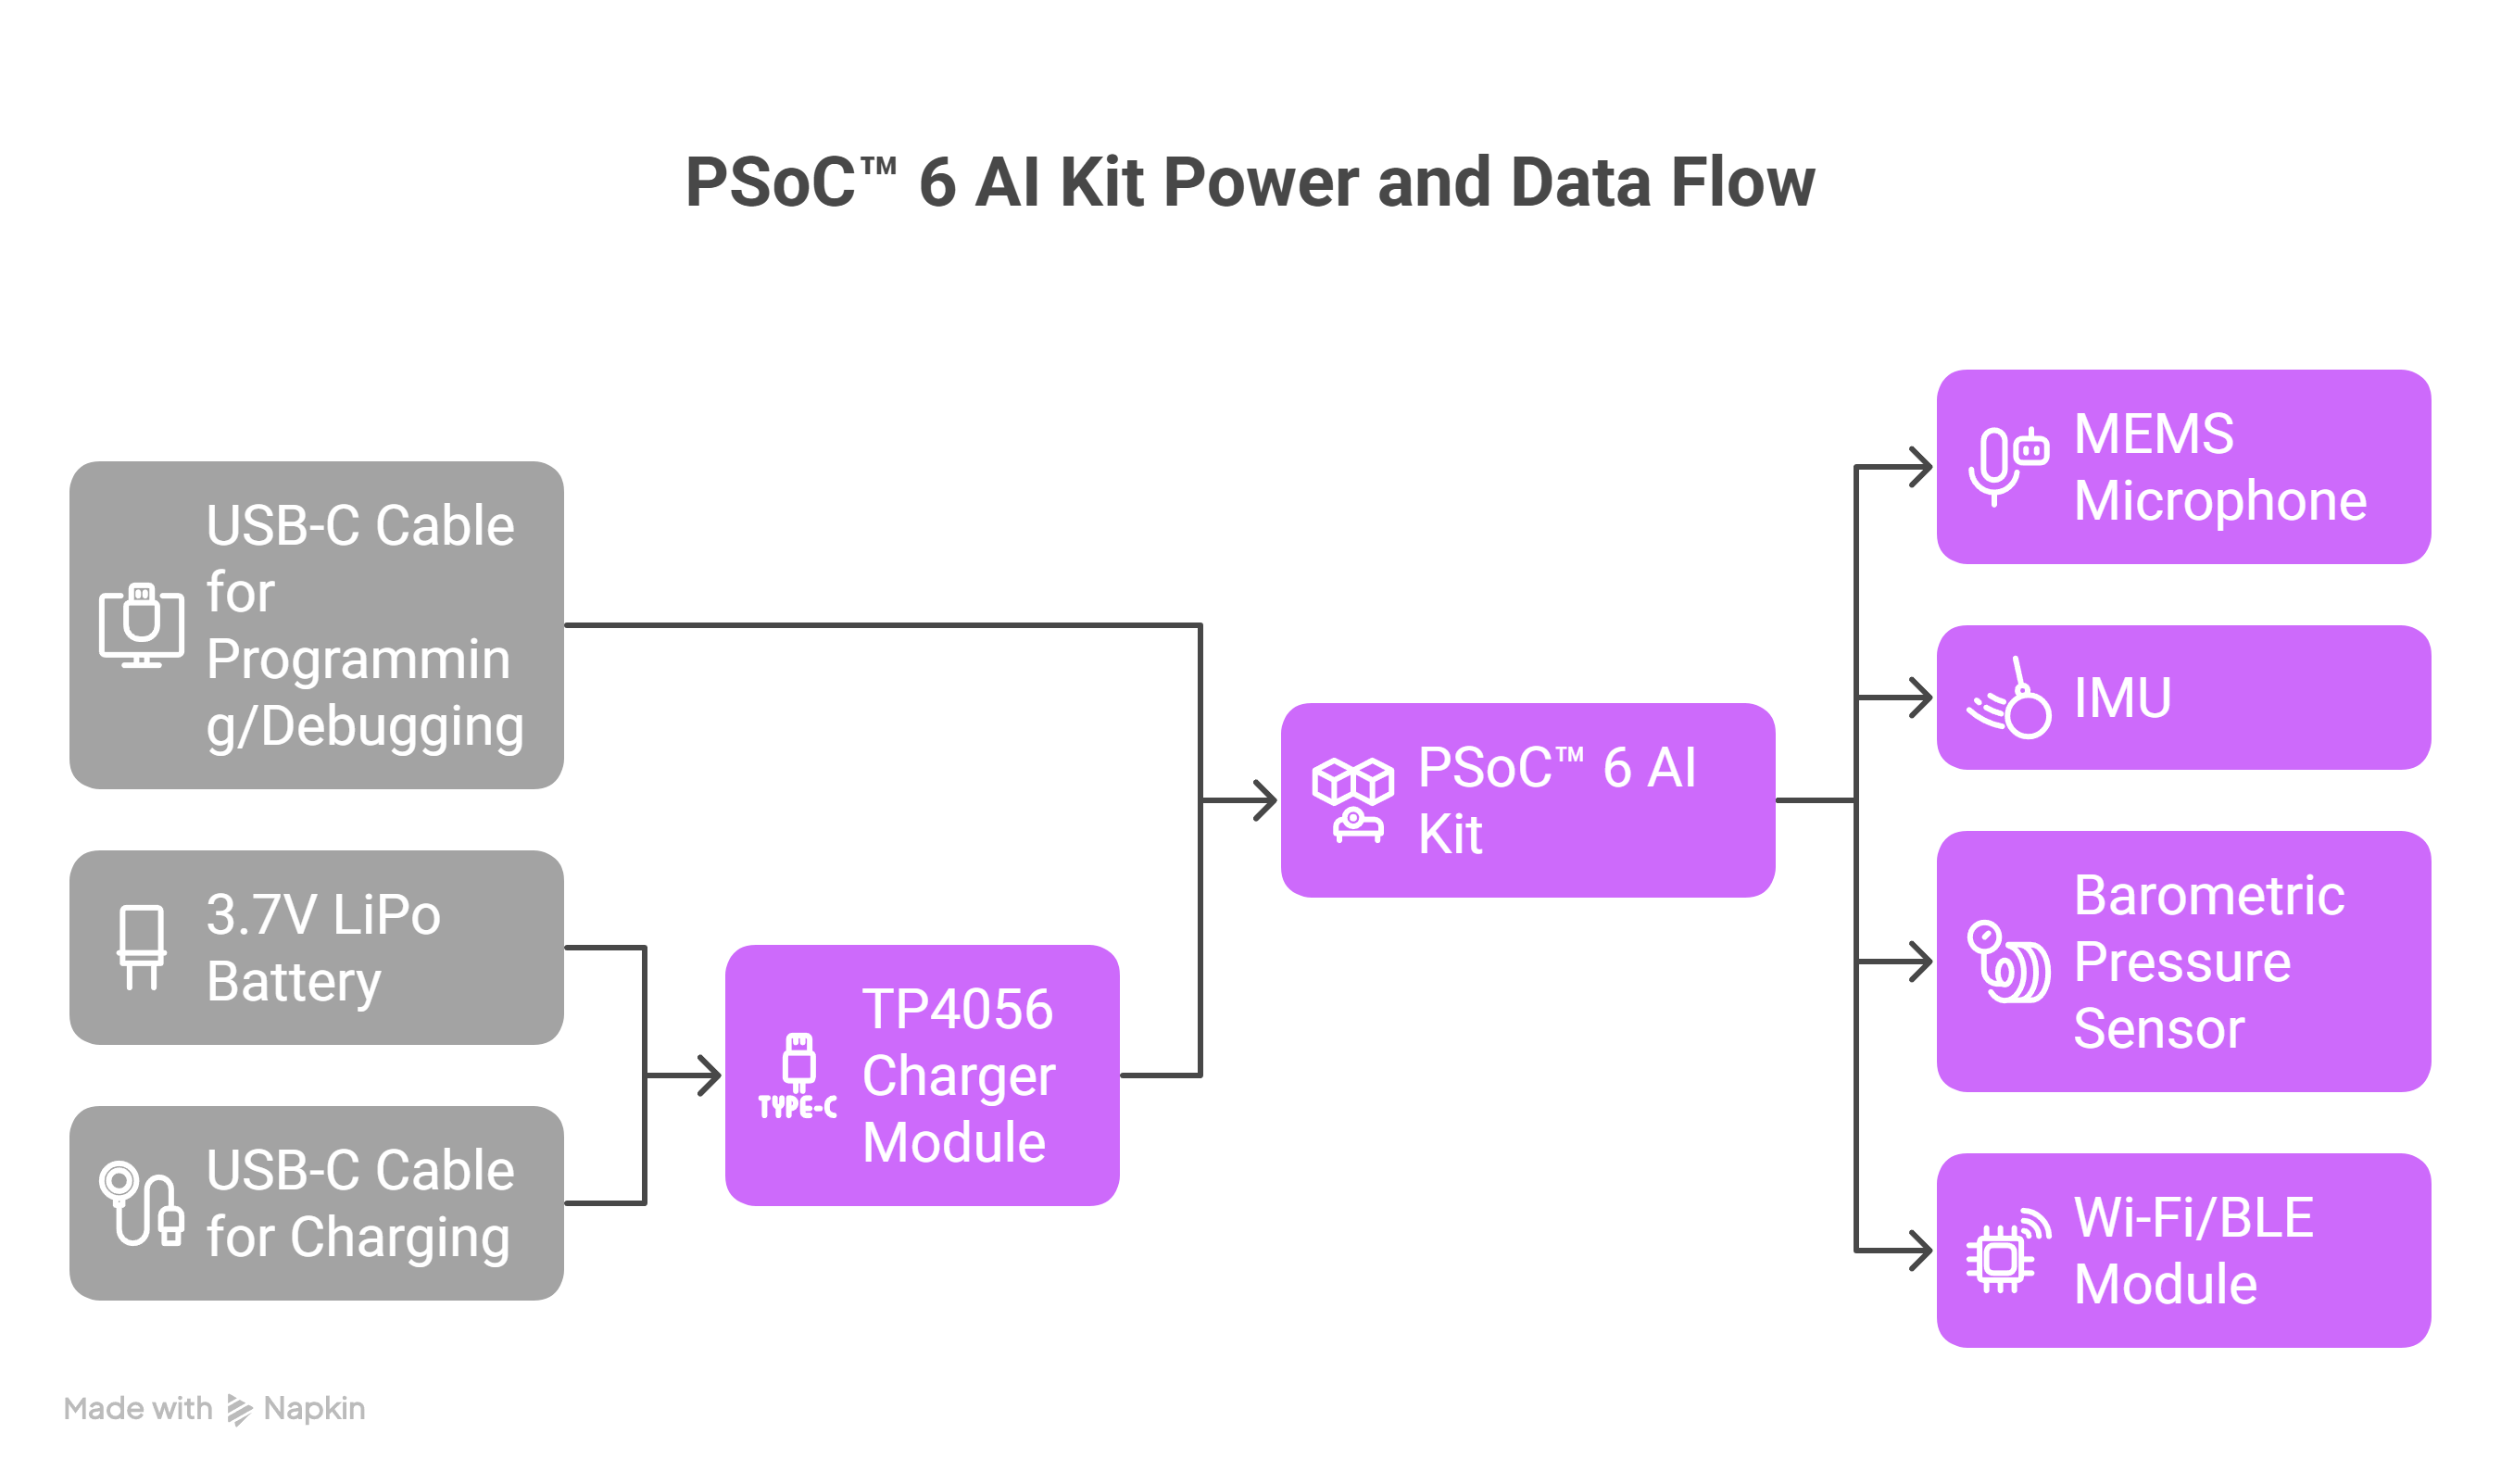 PSoC™ 6 AI Kit Power and Data Flow
USB-C Cable
for
Programmin
g/Debugging
3.7V LiPo
Battery
USB-C Cable
for Charging
TYPE-C
TP4056
Charger
Module
PSoC™ 6 AI
Kit
MEMS
Microphone
IMU
Barometric
Pressure
Sensor
Wi-Fi/BLE
Module
Made with Napkin